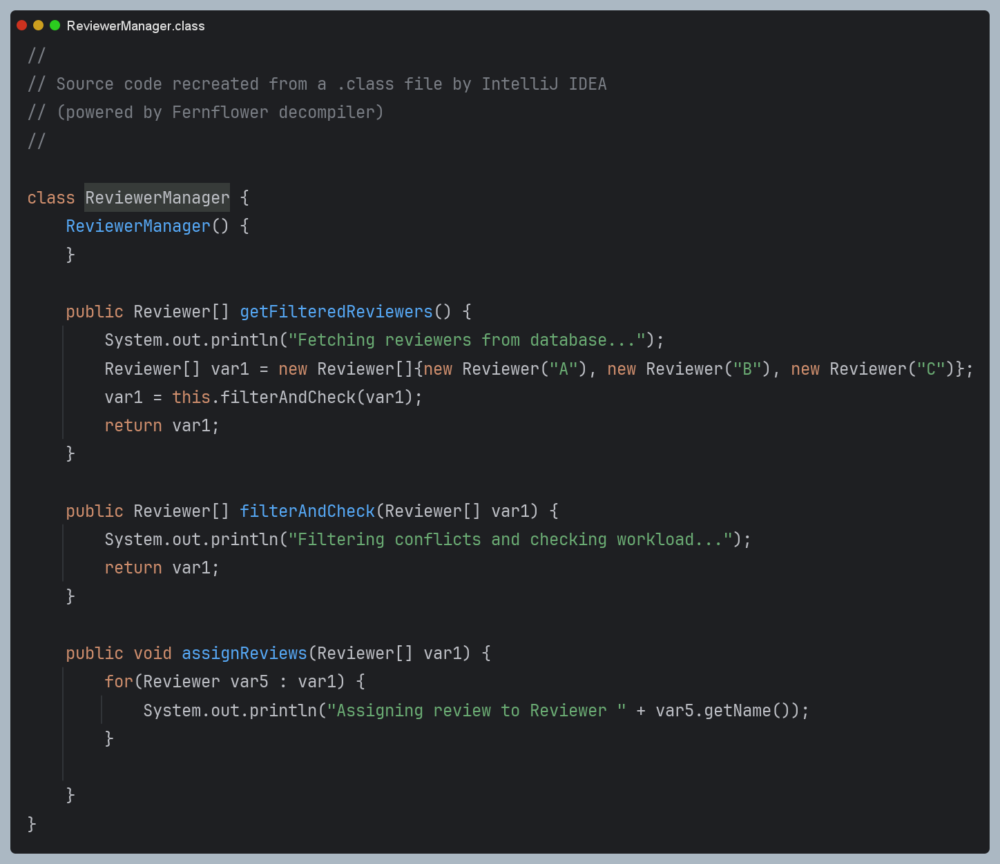 ReviewerManager.class
//
// Source code recreated from a .class file by IntelliJ IDEA
// (powered by Fernflower decompiler)
//

class ReviewerManager {
    ReviewerManager() {
    }

    public Reviewer[] getFilteredReviewers() {
        System.out.println("Fetching reviewers from database...");
        Reviewer[] var1 = new Reviewer[]{new Reviewer("A"), new Reviewer("B"), new Reviewer("C")};
        var1 = this.filterAndCheck(var1);
        return var1;
    }

    public Reviewer[] filterAndCheck(Reviewer[] var1) {
        System.out.println("Filtering conflicts and checking workload...");
        return var1;
    }

    public void assignReviews(Reviewer[] var1) {
        for(Reviewer var5 : var1) {
            System.out.println("Assigning review to Reviewer " + var5.getName());
        }

    }
}